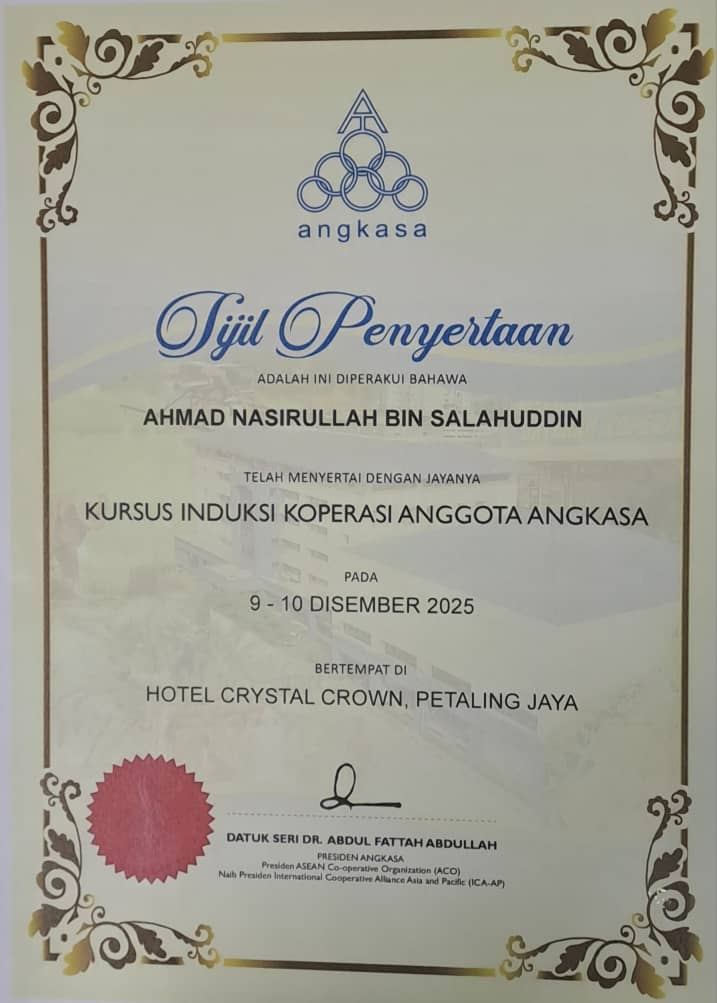 angkasa
Sijil Penyertaan
ADALAH INI DIPERAKUI BAHAWA
AHMAD NASIRULLAH BIN SALAHUDDIN
TELAH MENYERTAI DENGAN JAYANYA
KURSUS INDUKSI KOPERASI ANGGOTA ANGKASA
PADA
9 - 10 DISEMBER 2025
BERTEMPAT DI
HOTEL CRYSTAL CROWN, PETALING JAYA
DATUK SERI DR. ABDUL FATTAH ABDULLAH
PRESIDEN ANGKASA
Presiden ASEAN Co-operative Organization (ACO)
Naib Presiden International Cooperative Alliance Asia and Pacific (ICA-AP)